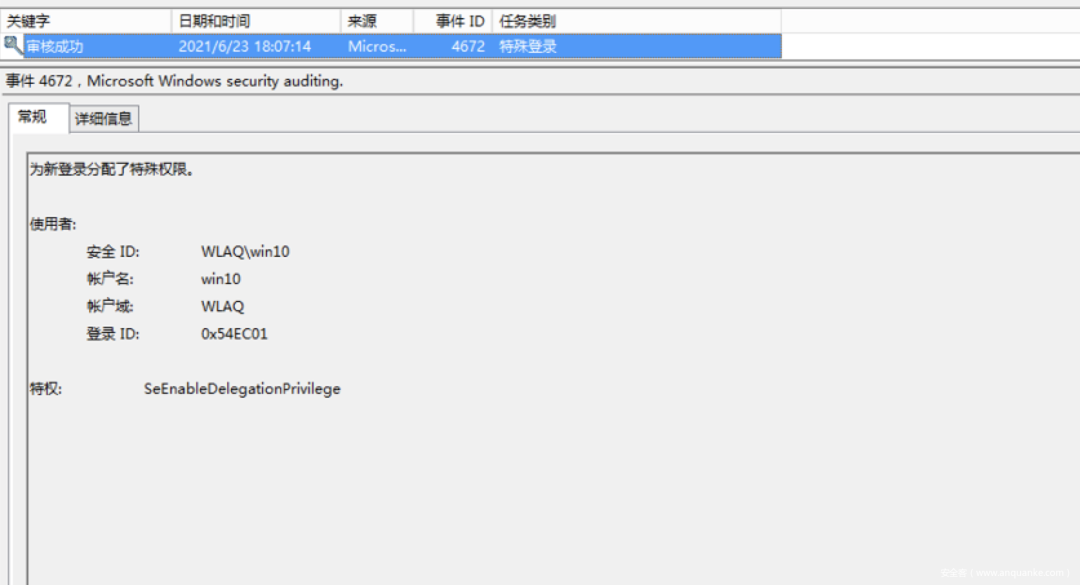 关键字 日期和时间 来源 事件 ID 任务类别
审核成功 2021/6/23 18:07:14 Micros... 4672 特殊登录
事件 4672，Microsoft Windows security auditing.
常规 详细信息
为新登录分配了特殊权限。
使用者:
安全 ID: WLAQ\win10
帐户名: win10
帐户域: WLAQ
登录 ID: 0x54EC01
特权: SeEnableDelegationPrivilege
安全客 | www.anquanke.com |